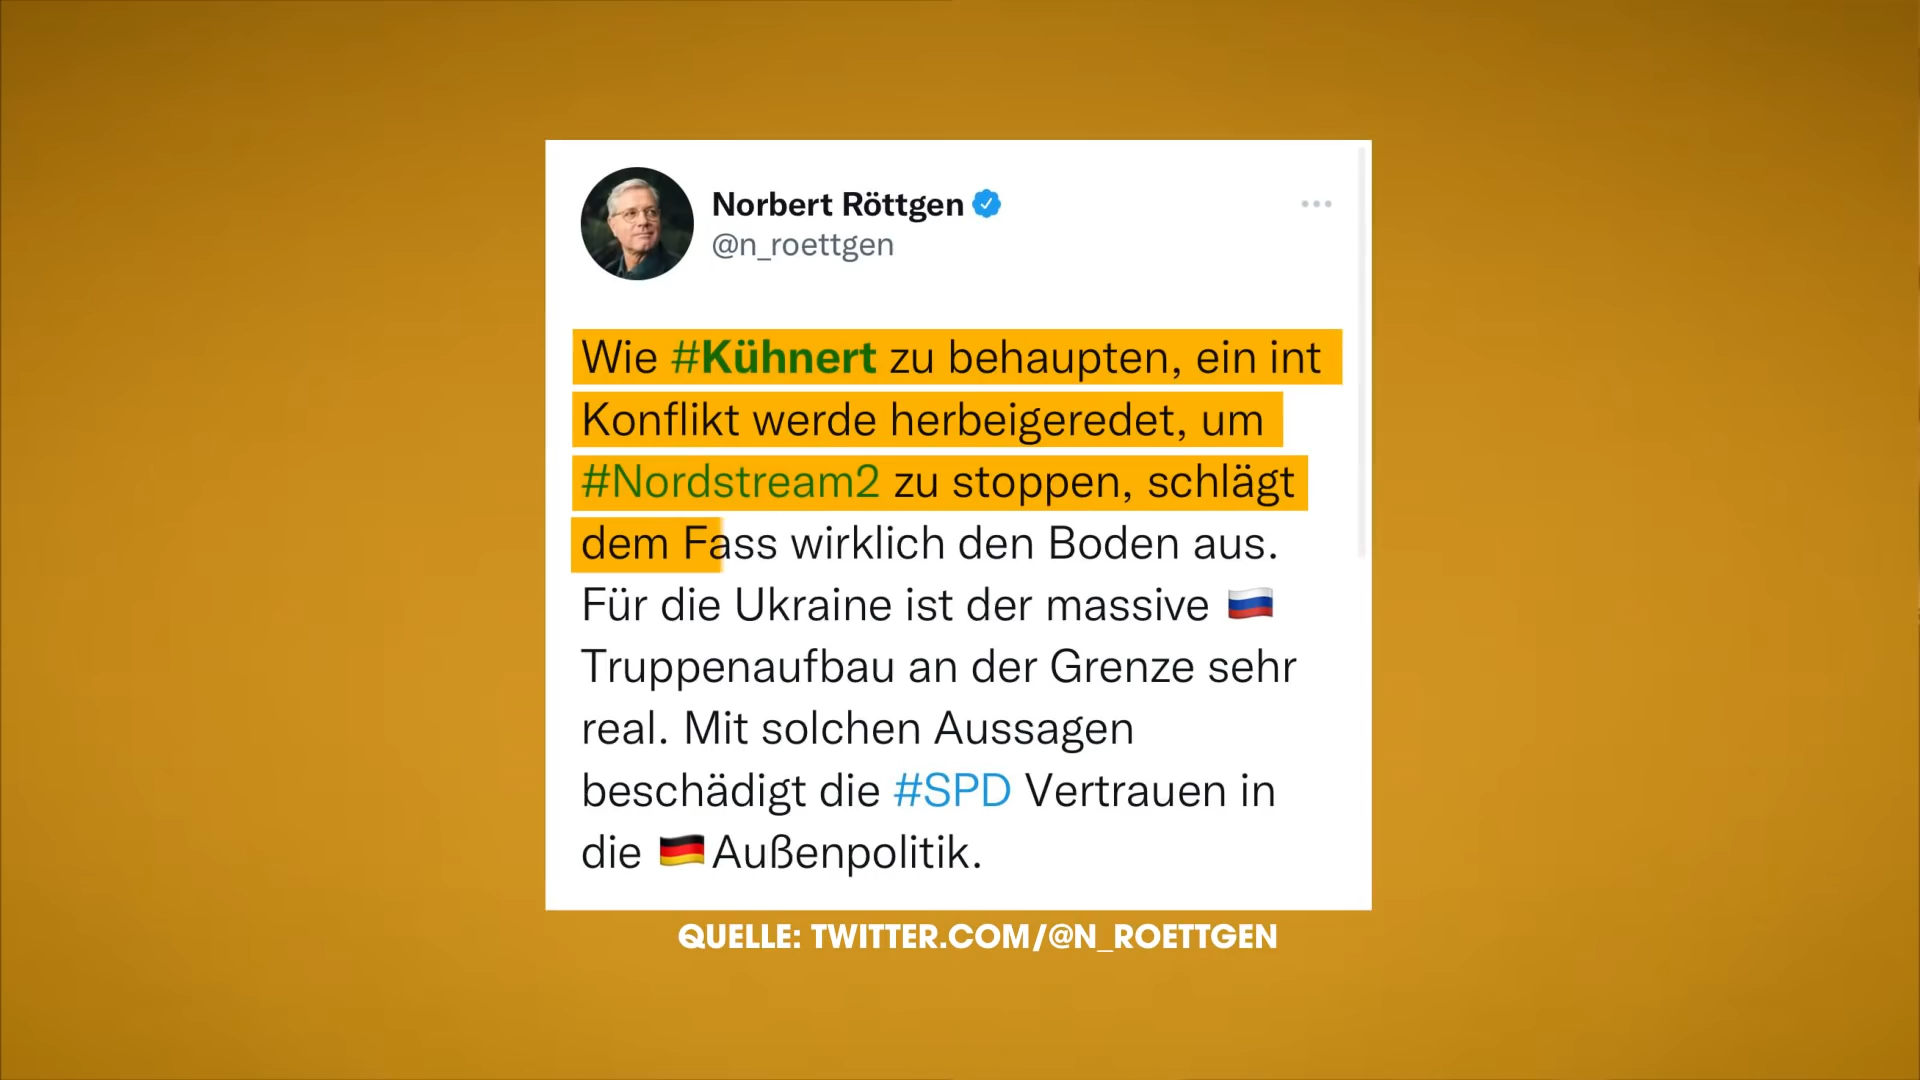 Norbert Röttgen
@n_roettgen
Wie #Kühnert zu behaupten, ein int
Konflikt werde herbeigeredet, um
#Nordstream2 zu stoppen, schlägt
dem Fass wirklich den Boden aus.
Für die Ukraine ist der massive 🇷🇺
Truppenaufbau an der Grenze sehr
real. Mit solchen Aussagen
beschädigt die #SPD Vertrauen in
die 🇩🇪Außenpolitik.
QUELLE: TWITTER.COM/@N_ROETTGEN